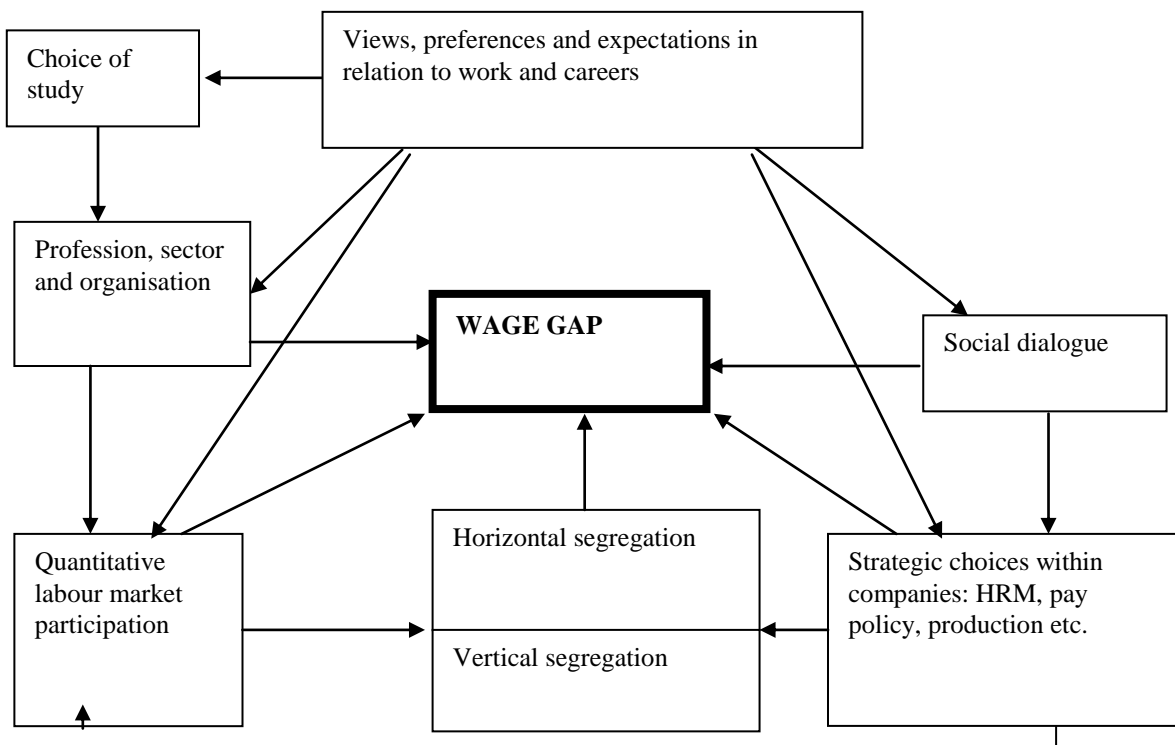 Choice of
study
Views, preferences and expectations in
relation to work and careers
Profession, sector
and organisation
WAGE GAP
Social dialogue
Quantitative
labour market
participation
Horizontal segregation
Vertical segregation
Strategic choices within
companies: HRM, pay
policy, production etc.